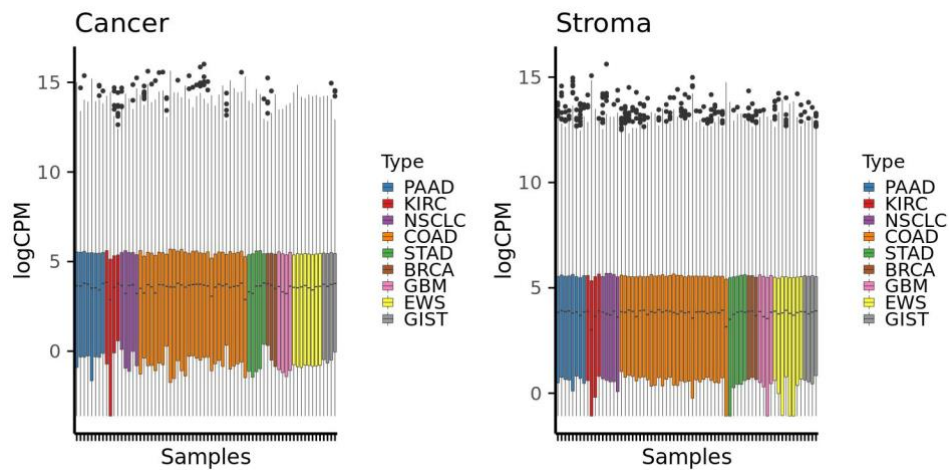 Cancer
15
10
5
0
logCPM
Samples
Type
PAAD
KIRC
NSCLC
COAD
STAD
BRCA
GBM
EWS
GIST
Stroma
15
10
5
0
logCPM
Samples
Type
PAAD
KIRC
NSCLC
COAD
STAD
BRCA
GBM
EWS
GIST